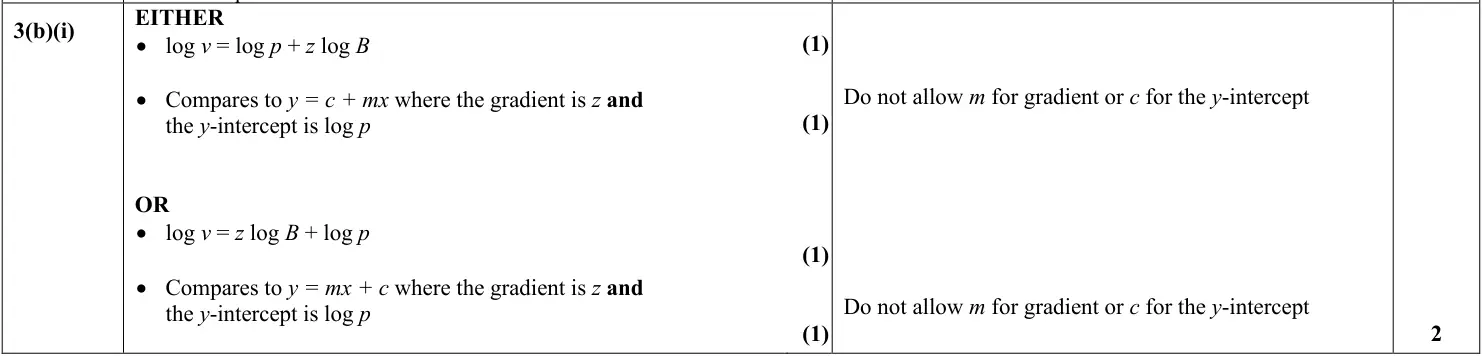 3(b)(i)
EITHER
• log v = log p + z log B (1)
• Compares to y = c + mx where the gradient is z and
the y-intercept is log p (1)
Do not allow m for gradient or c for the y-intercept
OR
• log v = z log B + log p
(1)
• Compares to y = mx + c where the gradient is z and
the y-intercept is log p
Do not allow m for gradient or c for the y-intercept
(1)
2